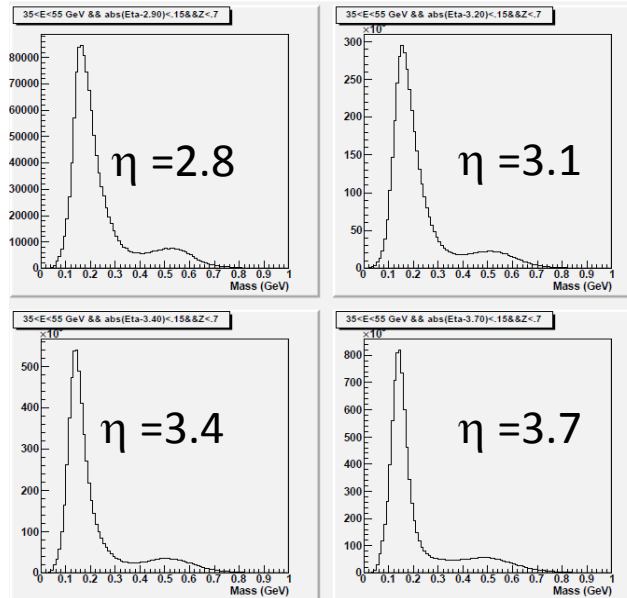 35<E<55 GeV && abs(Eta-2.90)<.15&&Z<.7
80000
70000
60000
50000
40000
30000
20000
10000
0
η =2.8
0 0.1 0.2 0.3 0.4 0.5 0.6 0.7 0.8 0.9 1
Mass (GeV)
35<E<55 GeV && abs(Eta-3.20)<.15&&Z<.7
300
250
200
150
100
50
0
η =3.1
0 0.1 0.2 0.3 0.4 0.5 0.6 0.7 0.8 0.9 1
Mass (GeV)
35<E<55 GeV && abs(Eta-3.40)<.15&&Z<.7
500
400
300
200
100
0
η =3.4
0 0.1 0.2 0.3 0.4 0.5 0.6 0.7 0.8 0.9 1
Mass (GeV)
35<E<55 GeV && abs(Eta-3.70)<.15&&Z<.7
800
700
600
500
400
300
200
100
0
η =3.7
0 0.1 0.2 0.3 0.4 0.5 0.6 0.7 0.8 0.9 1
Mass (GeV)